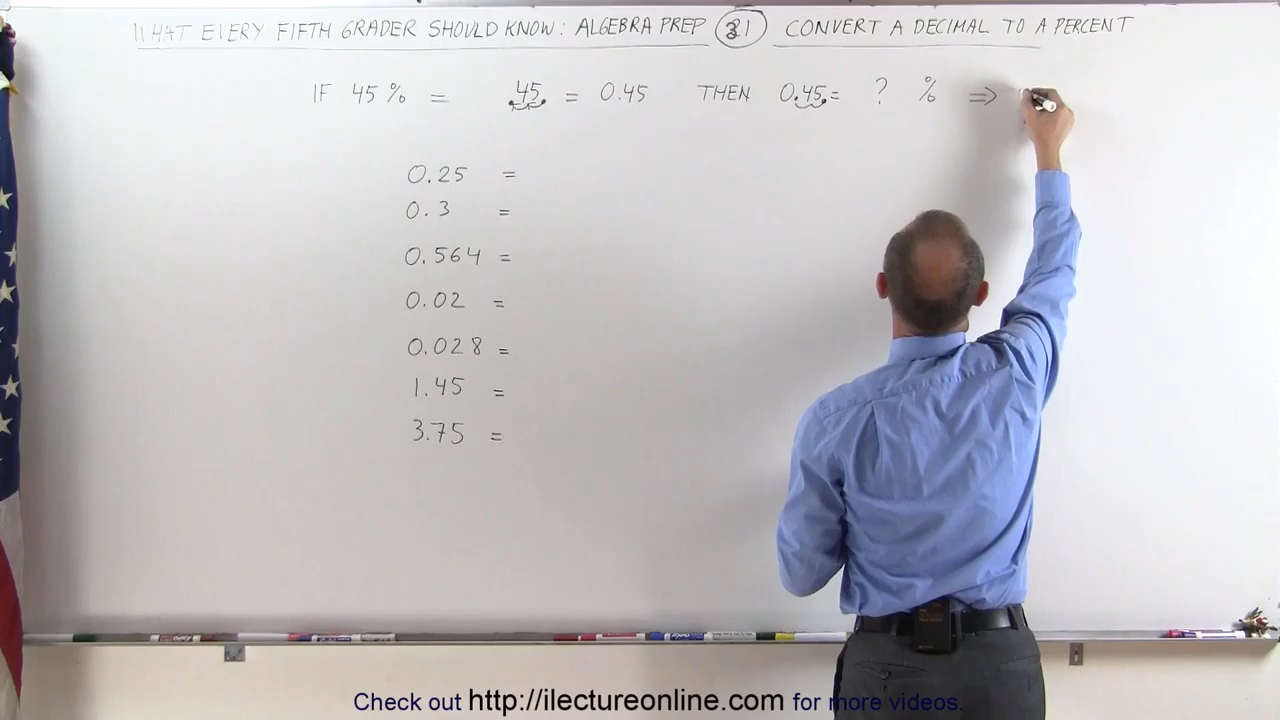 WHAT EVERY FIFTH GRADER SHOULD KNOW: ALGEBRA PREP 31 CONVERT A DECIMAL TO A PERCENT
IF 45% = 45 = 0.45 THEN 0.45 = ? % ⇒
0.25 =
0.3 =
0.564 =
0.02 =
0.028 =
1.45 =
3.75 =
Check out http://ilectureonline.com for more videos.